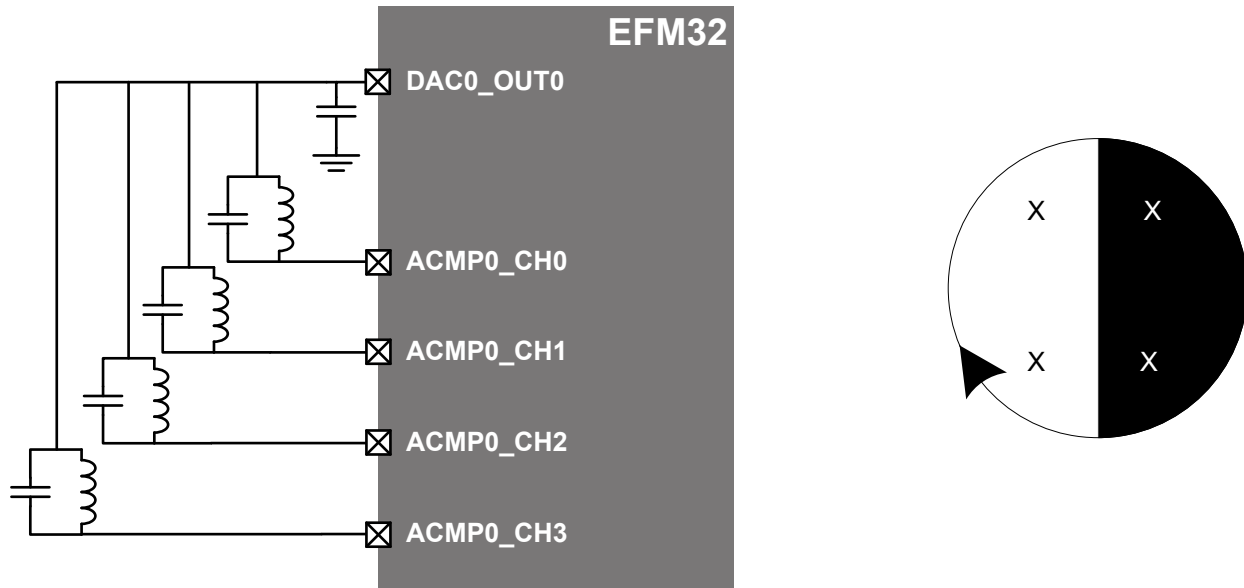 EFM32
DAC0_OUT0
ACMP0_CH0
ACMP0_CH1
ACMP0_CH2
ACMP0_CH3
X X
X X